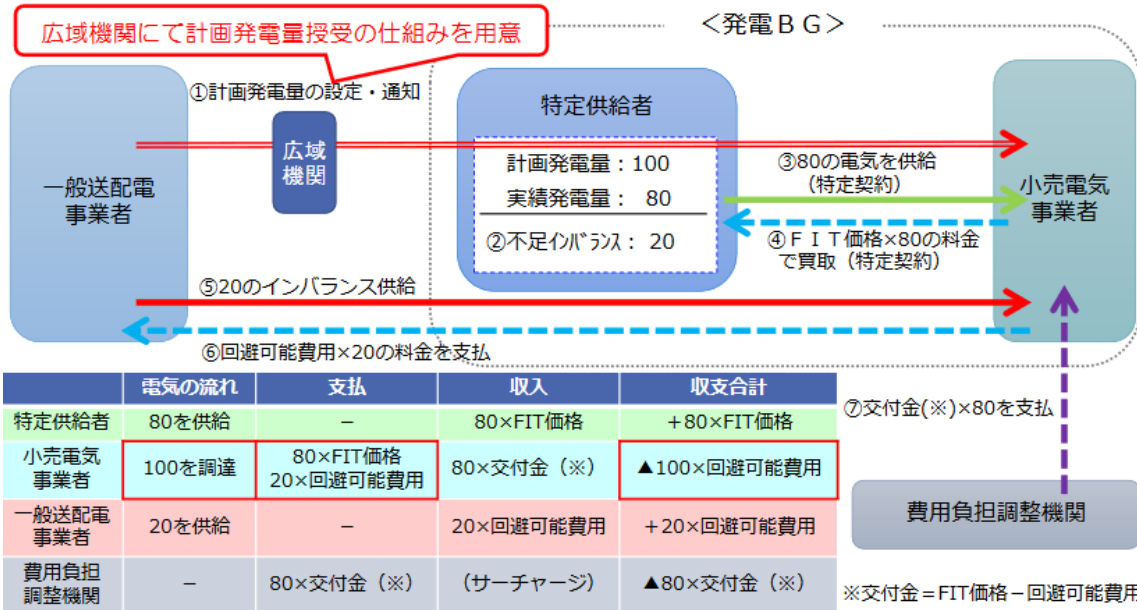 広域機関にて計画発電量授受の仕組みを用意
＜発電ＢＧ＞
①計画発電量の設定・通知
広域
機関
一般送配電
事業者
特定供給者
計画発電量：100
実績発電量： 80
②不足ｲﾝﾊﾞﾗﾝｽ： 20
③80の電気を供給
（特定契約）
④ＦＩＴ価格×80の料金
で買取（特定契約）
小売電気
事業者
⑤20のインバランス供給
⑥回避可能費用×20の料金を支払
⑦交付金(※)×80を支払
費用負担調整機関
※交付金＝FIT価格－回避可能費用
電気の流れ 支払 収入 収支合計
特定供給者 80を供給 － 80×FIT価格 ＋80×FIT価格
小売電気
事業者 100を調達 80×FIT価格
20×回避可能費用 80×交付金（※） ▲100×回避可能費用
一般送配電
事業者 20を供給 － 20×回避可能費用 ＋20×回避可能費用
費用負担
調整機関 － 80×交付金（※） （サーチャージ） ▲80×交付金（※）